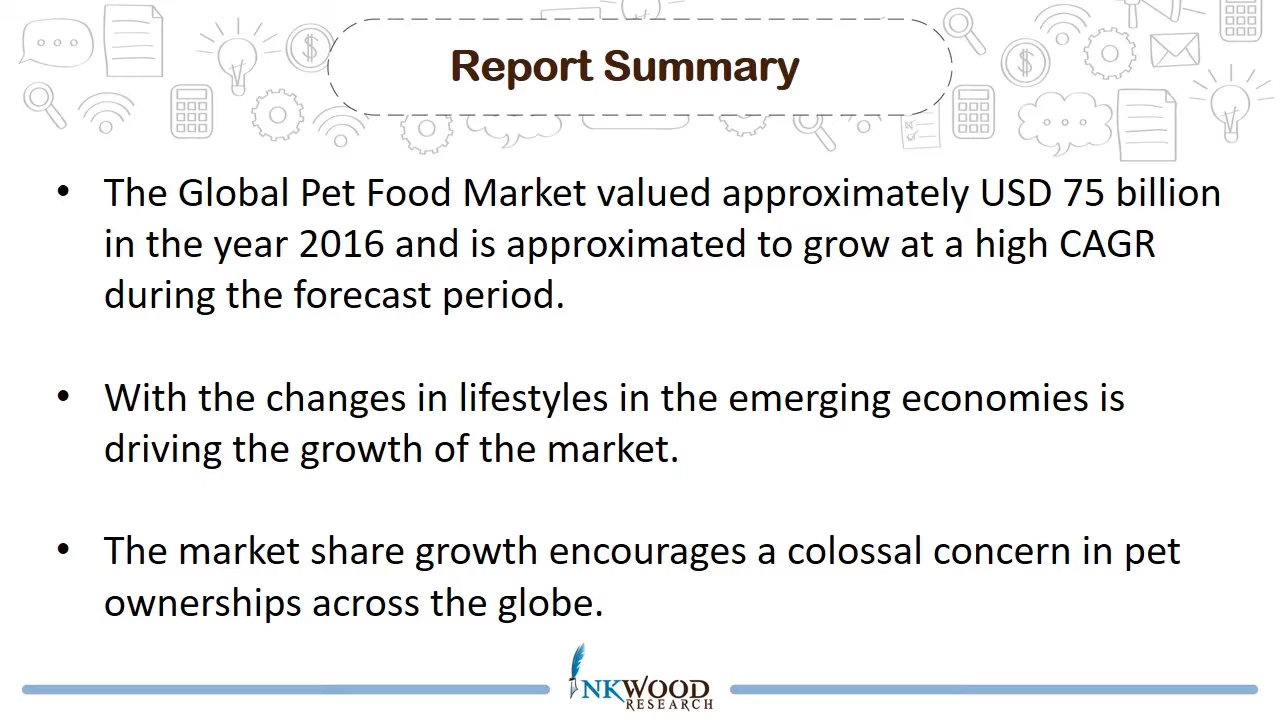 Report Summary
• The Global Pet Food Market valued approximately USD 75 billion
in the year 2016 and is approximated to grow at a high CAGR
during the forecast period.
• With the changes in lifestyles in the emerging economies is
driving the growth of the market.
• The market share growth encourages a colossal concern in pet
ownerships across the globe.
INKWOOD
RESEARCH